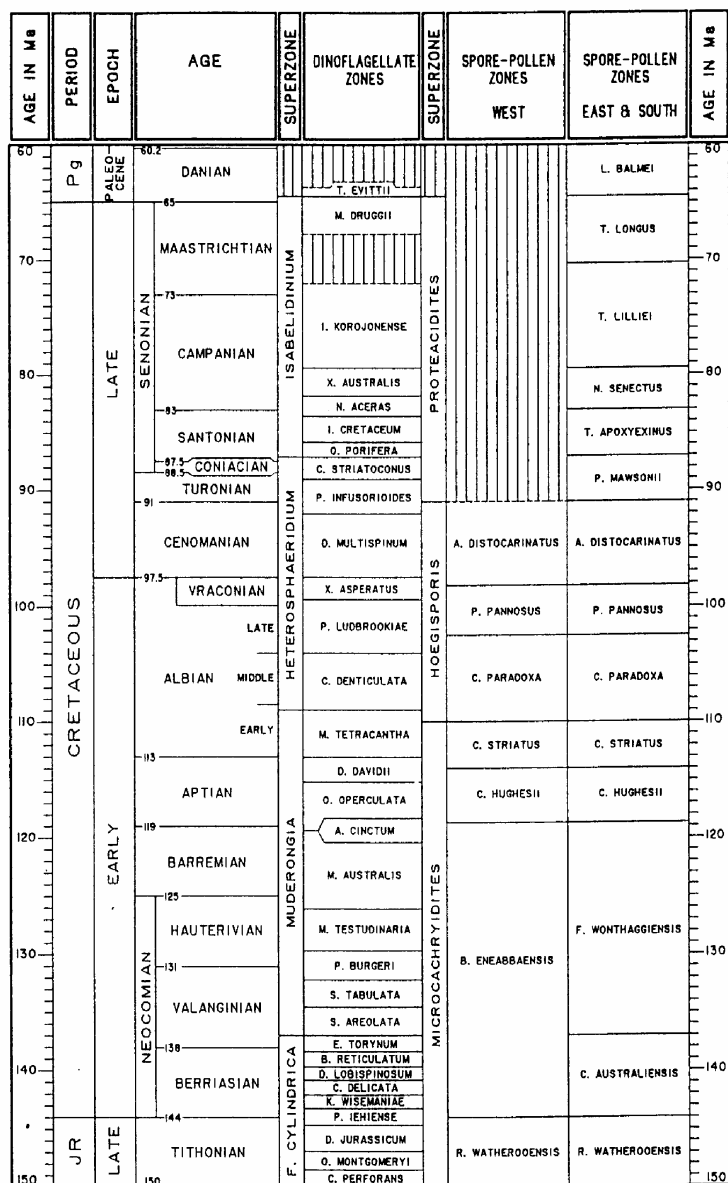 AGE IN Ma
PERIOD
EPOCH
AGE
SUPERZONE
DINOFLAGELLATE
ZONES
SUPERZONE
SPORE-POLLEN
ZONES
WEST
SPORE-POLLEN
ZONES
EAST & SOUTH
AGE IN Ma
60
70
80
90
100
110
120
130
140
150
Pg
CRETACEOUS
JR
PALEO-
CENE
LATE
EARLY
LATE
SENONIAN
NEOCOMIAN
60.2
DANIAN
65
MAASTRICHTIAN
73
CAMPANIAN
83
SANTONIAN
87.5
CONIACIAN
88.5
TURONIAN
91
CENOMANIAN
97.5
VRACONIAN
LATE
ALBIAN
MIDDLE
EARLY
113
APTIAN
119
BARREMIAN
125
HAUTERIVIAN
131
VALANGINIAN
138
BERRIASIAN
144
TITHONIAN
150
ISABELIDINIUM
HETEROSPHAERIDIUM
MUDERONGIA
F. CYLINDRICA
T. EVITTII
M. DRUGGII
I. KOROJONENSE
X. AUSTRALIS
N. ACERAS
I. CRETACEUM
O. PORIFERA
C. STRIATOCONUS
P. INFUSORIOIDES
D. MULTISPINUM
X. ASPERATUS
P. LUDBROOKIAE
C. DENTICULATA
M. TETRACANTHA
D. DAVIDII
O. OPERCULATA
A. CINCTUM
M. AUSTRALIS
M. TESTUDINARIA
P. BURGERI
S. TABULATA
S. AREOLATA
E. TORYNUM
B. RETICULATUM
D. LOBISPINOSUM
C. DELICATA
K. WISEMANIAE
P. IEHIENSE
D. JURASSICUM
O. MONTGOMERYI
C. PERFORANS
PROTEACIDITES
HOEGISPORIS
MICROCACHRYIDITES
A. DISTOCARINATUS
P. PANNOSUS
C. PARADOXA
C. STRIATUS
C. HUGHESII
B. ENEABBAENSIS
R. WATHEROOENSIS
L. BALMEI
T. LONGUS
T. LILLIEI
N. SENECTUS
T. APOXYEXINUS
P. MAWSONII
A. DISTOCARINATUS
P. PANNOSUS
C. PARADOXA
C. STRIATUS
C. HUGHESII
F. WONTHAGGIENSIS
C. AUSTRALIENSIS
R. WATHEROOENSIS
60
70
80
90
100
110
120
130
140
150